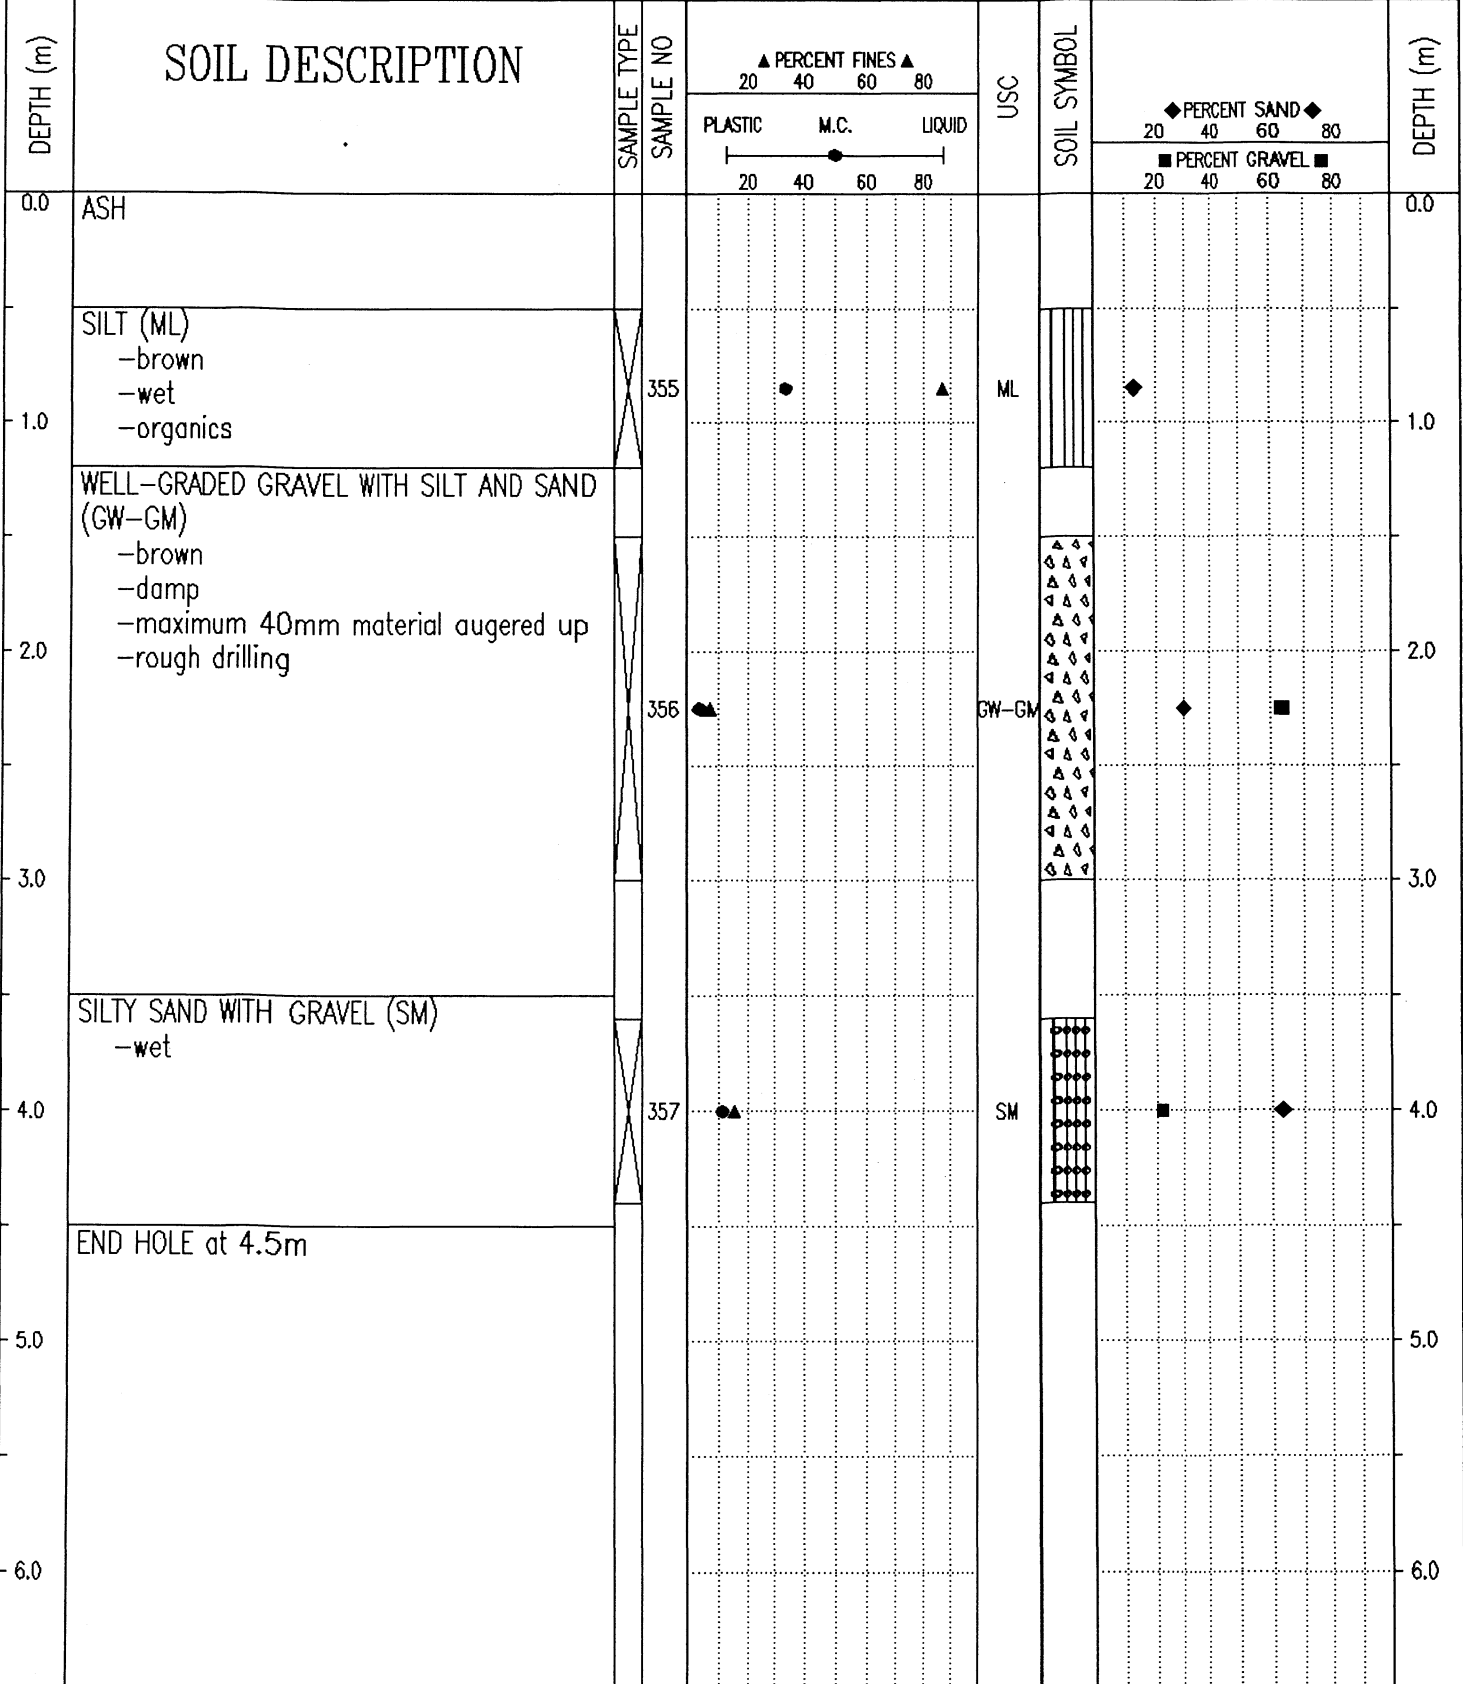 DEPTH (m)
SOIL DESCRIPTION
SAMPLE TYPE
SAMPLE NO
▲ PERCENT FINES ▲
20 40 60 80
PLASTIC M.C. LIQUID
20 40 60 80
USC
SOIL SYMBOL
◆ PERCENT SAND ◆
20 40 60 80
■ PERCENT GRAVEL ■
20 40 60 80
DEPTH (m)
0.0 ASH 0.0
SILT (ML)
-brown
-wet
355 ML
1.0 1.0
-organics
WELL-GRADED GRAVEL WITH SILT AND SAND
(GW-GM)
-brown
-damp
-maximum 40mm material augered up
2.0 2.0
-rough drilling
356 GW-GM
3.0 3.0
SILTY SAND WITH GRAVEL (SM)
-wet
4.0 357 SM 4.0
END HOLE at 4.5m
5.0 5.0
6.0 6.0